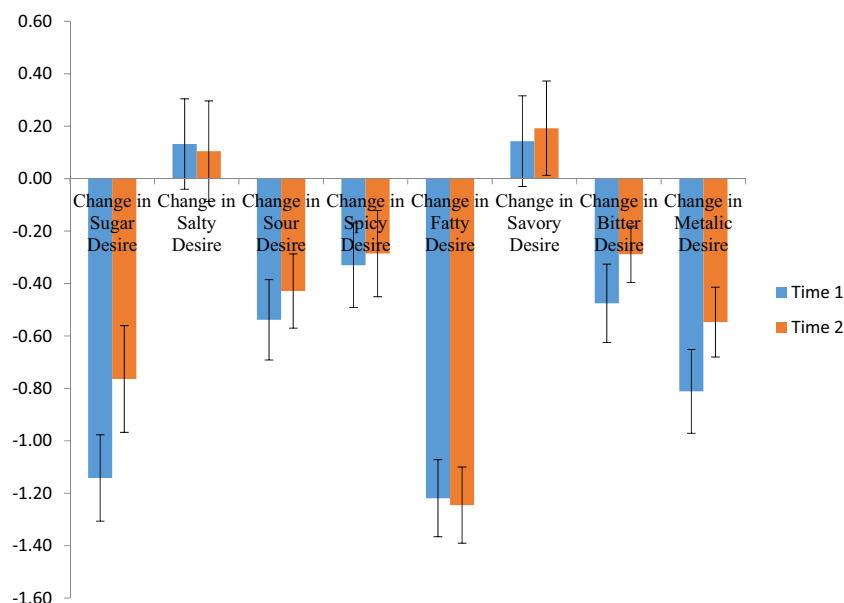 0.60
0.40
0.20
0.00
-0.20
-0.40
-0.60
-0.80
-1.00
-1.20
-1.40
-1.60
Change in
Sugar
Desire
Change in
Salty
Desire
Change in
Sour
Desire
Change in
Spicy
Desire
Change in
Fatty
Desire
Change in
Savory
Desire
Change in
Bitter
Desire
Change in
Metalic
Desire
Time 1
Time 2